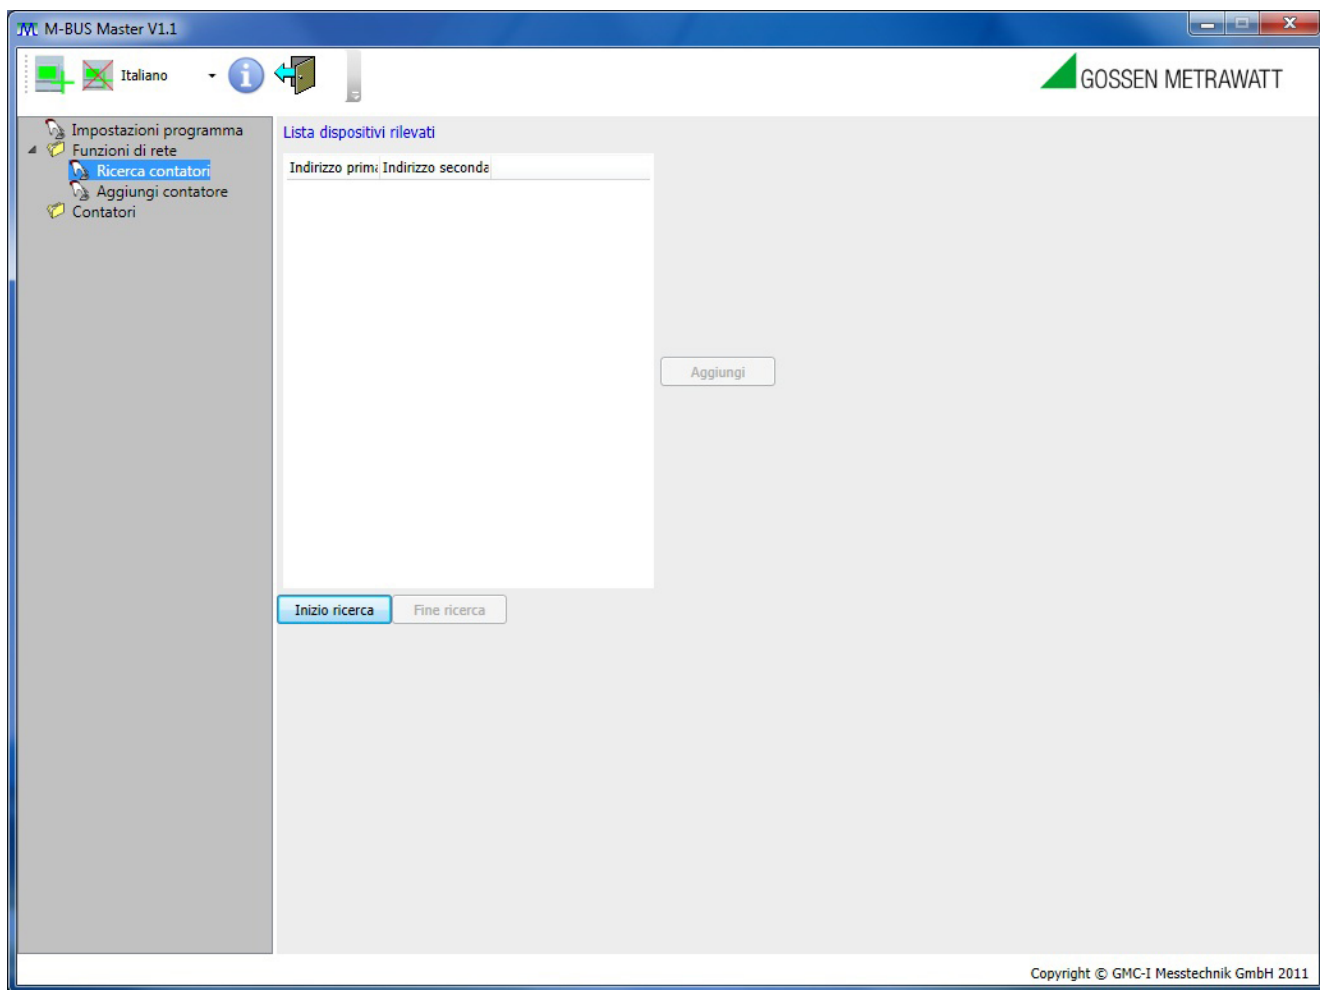 M-BUS Master V1.1
Italiano
GOSSEN METRAWATT
Impostazioni programma
Funzioni di rete
Ricerca contatori
Aggiungi contatore
Contatori
Lista dispositivi rilevati
Indirizzo prima Indirizzo seconda
Aggiungi
Inizio ricerca Fine ricerca
Copyright © GMC-I Messtechnik GmbH 2011